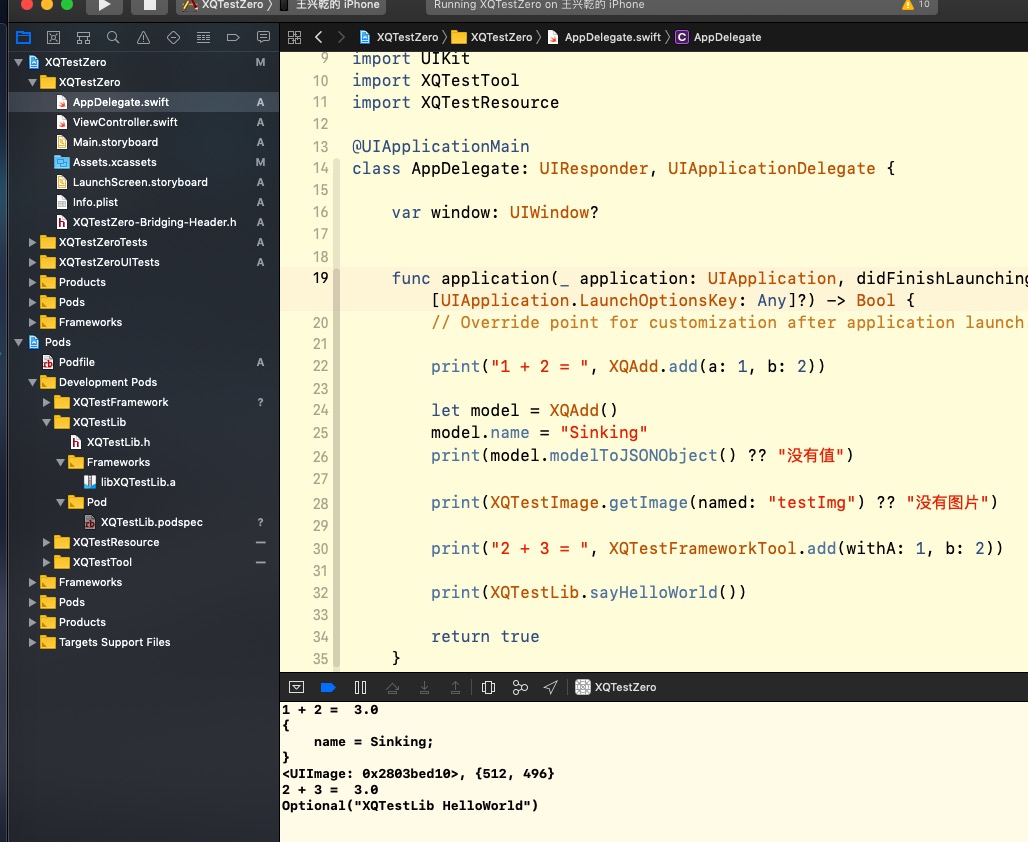 XQTestZero 〉 王兴乾的 iPhone
Running XQTestZero on 王兴乾的 iPhone
10
XQTestZero 〉 XQTestZero 〉 AppDelegate.swift 〉 C AppDelegate
XQTestZero M
XQTestZero
AppDelegate.swift A
ViewController.swift A
Main.storyboard A
Assets.xcassets M
LaunchScreen.storyboard A
Info.plist A
XQTestZero-Bridging-Header.h A
XQTestZeroTests A
XQTestZeroUITests A
Products
Pods
Frameworks
Pods
Podfile A
Development Pods
XQTestFramework ?
XQTestLib
XQTestLib.h
Frameworks
libXQTestLib.a
Pod
XQTestLib.podspec ?
XQTestResource —
XQTestTool —
Frameworks
Pods
Products
Targets Support Files
9 import UIKit
10 import XQTestTool
11 import XQTestResource
12
13 @UIApplicationMain
14 class AppDelegate: UIResponder, UIApplicationDelegate {
15
16     var window: UIWindow?
17
18
19     func application(_ application: UIApplication, didFinishLaunching
        [UIApplication.LaunchOptionsKey: Any]?) -> Bool {
20         // Override point for customization after application launch
21
22         print("1 + 2 = ", XQAdd.add(a: 1, b: 2))
23
24         let model = XQAdd()
25         model.name = "Sinking"
26         print(model.modelToJSONObject() ?? "没有值")
27
28         print(XQTestImage.getImage(named: "testImg") ?? "没有图片")
29
30         print("2 + 3 = ", XQTestFrameworkTool.add(withA: 1, b: 2))
31
32         print(XQTestLib.sayHelloWorld())
33
34         return true
35     }
XQTestZero
1 + 2 =  3.0
{
    name = Sinking;
}
<UIImage: 0x2803bed10>, {512, 496}
2 + 3 =  3.0
Optional("XQTestLib HelloWorld")